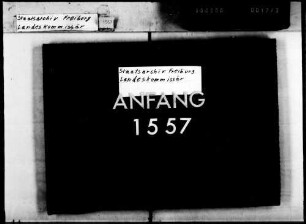 Staatsarchiv Freiburg
Landeskommissär
Staatsarchiv Freiburg
Landeskommissär
ANFANG
1557